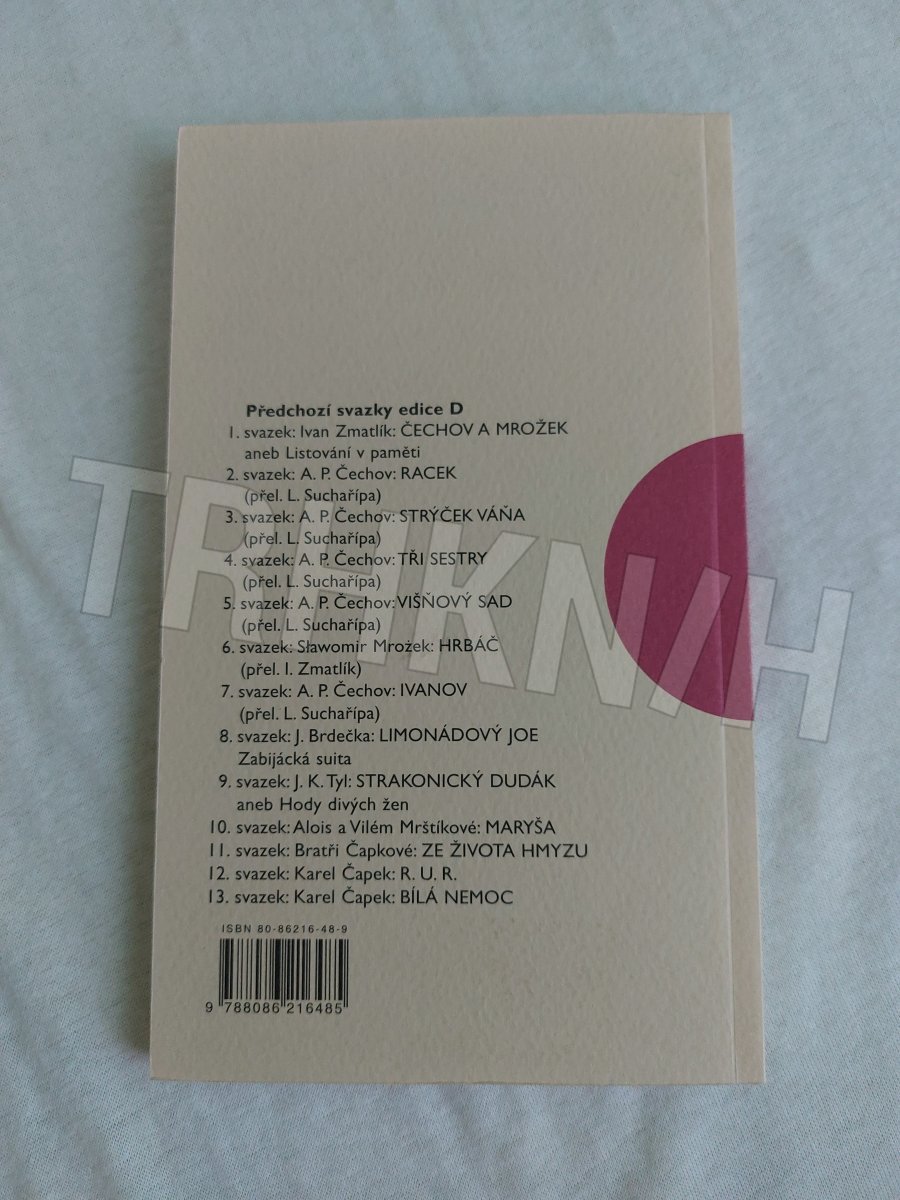 Předchozí svazky edice D
1. svazek: Ivan Zmatlík: ČECHOV A MROŽEK
aneb Listování v paměti
2. svazek: A. P. Čechov: RACEK
(přel. L. Suchařípa)
3. svazek: A. P. Čechov: STRÝČEK VÁŇA
(přel. L. Suchařípa)
4. svazek: A. P. Čechov: TŘI SESTRY
(přel. L. Suchařípa)
5. svazek: A. P. Čechov: VIŠŇOVÝ SAD
(přel. L. Suchařípa)
6. svazek: Sławomir Mrożek: HRBÁČ
(přel. I. Zmatlík)
7. svazek: A. P. Čechov: IVANOV
(přel. L. Suchařípa)
8. svazek: J. Brdečka: LIMONÁDOVÝ JOE
Zabijácká suita
9. svazek: J. K. Tyl: STRAKONICKÝ DUDÁK
aneb Hody divých žen
10. svazek: Alois a Vilém Mrštíkové: MARYŠA
11. svazek: Bratři Čapkové: ZE ŽIVOTA HMYZU
12. svazek: Karel Čapek: R. U. R.
13. svazek: Karel Čapek: BÍLÁ NEMOC
ISBN 80-86216-48-9
9 788086 216485
TRHKNIH